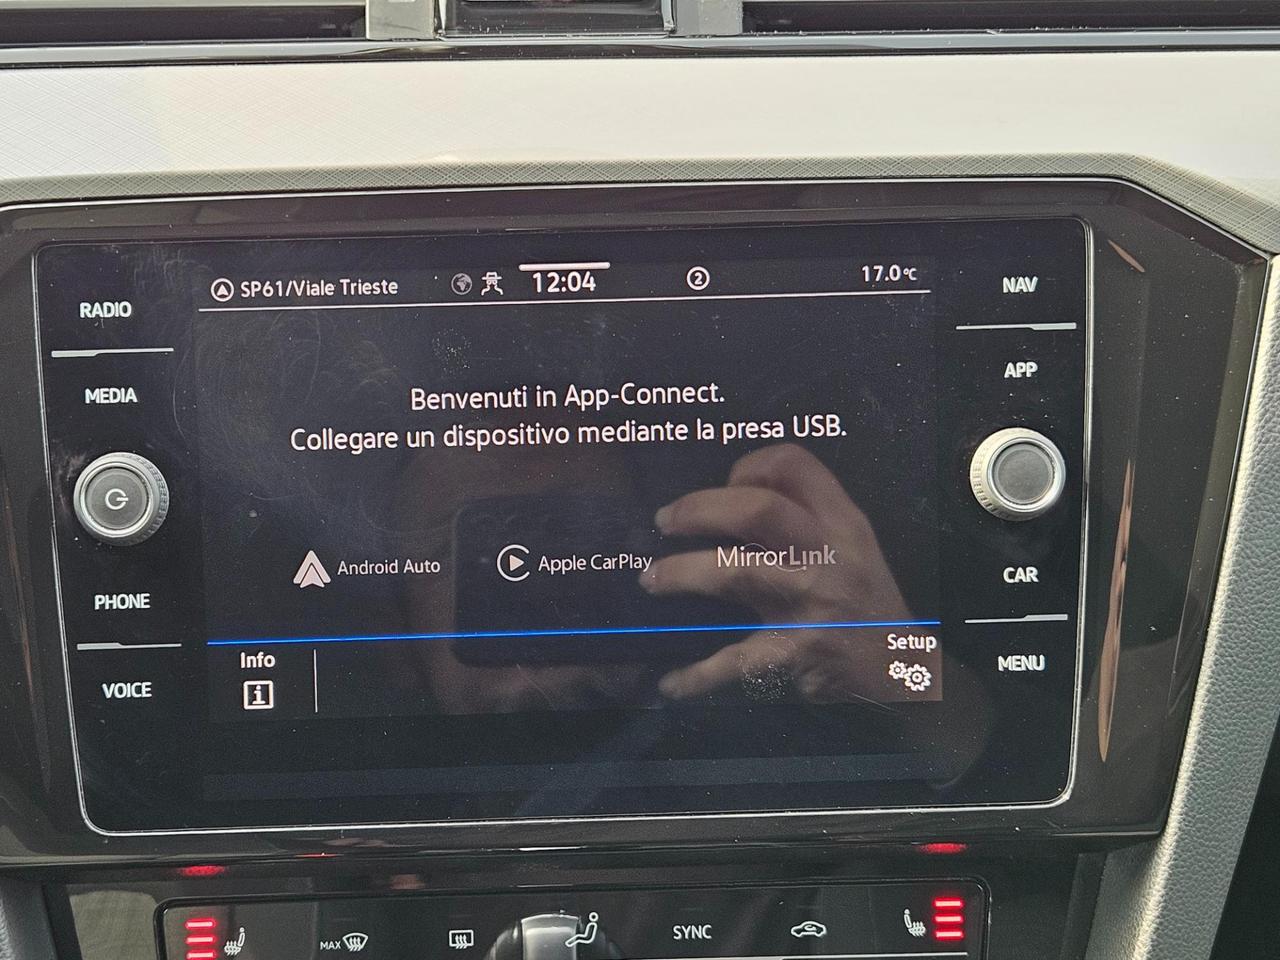 SP61/Viale Trieste
12:04
2
17.0°C
RADIO
MEDIA
PHONE
VOICE
Benvenuti in App-Connect.
Collegare un dispositivo mediante la presa USB.
Android Auto
Apple CarPlay
MirrorLink
Info
i
Setup
NAV
APP
CAR
MENU
MAX
SYNC